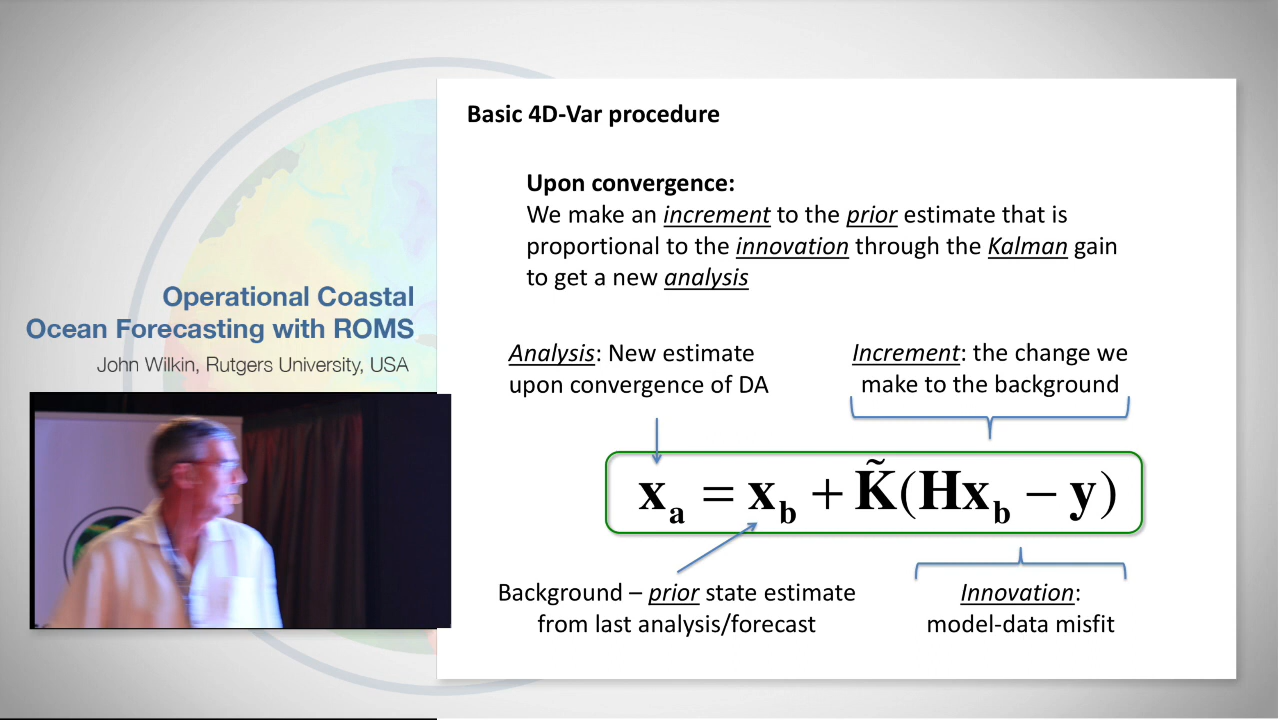 Basic 4D-Var procedure
Upon convergence:
We make an increment to the prior estimate that is
proportional to the innovation through the Kalman gain
to get a new analysis
Operational Coastal
Ocean Forecasting with ROMS
John Wilkin, Rutgers University, USA
Analysis: New estimate
upon convergence of DA
Increment: the change we
make to the background
x_a = x_b + K̃(Hx_b − y)
Background – prior state estimate
from last analysis/forecast
Innovation:
model-data misfit